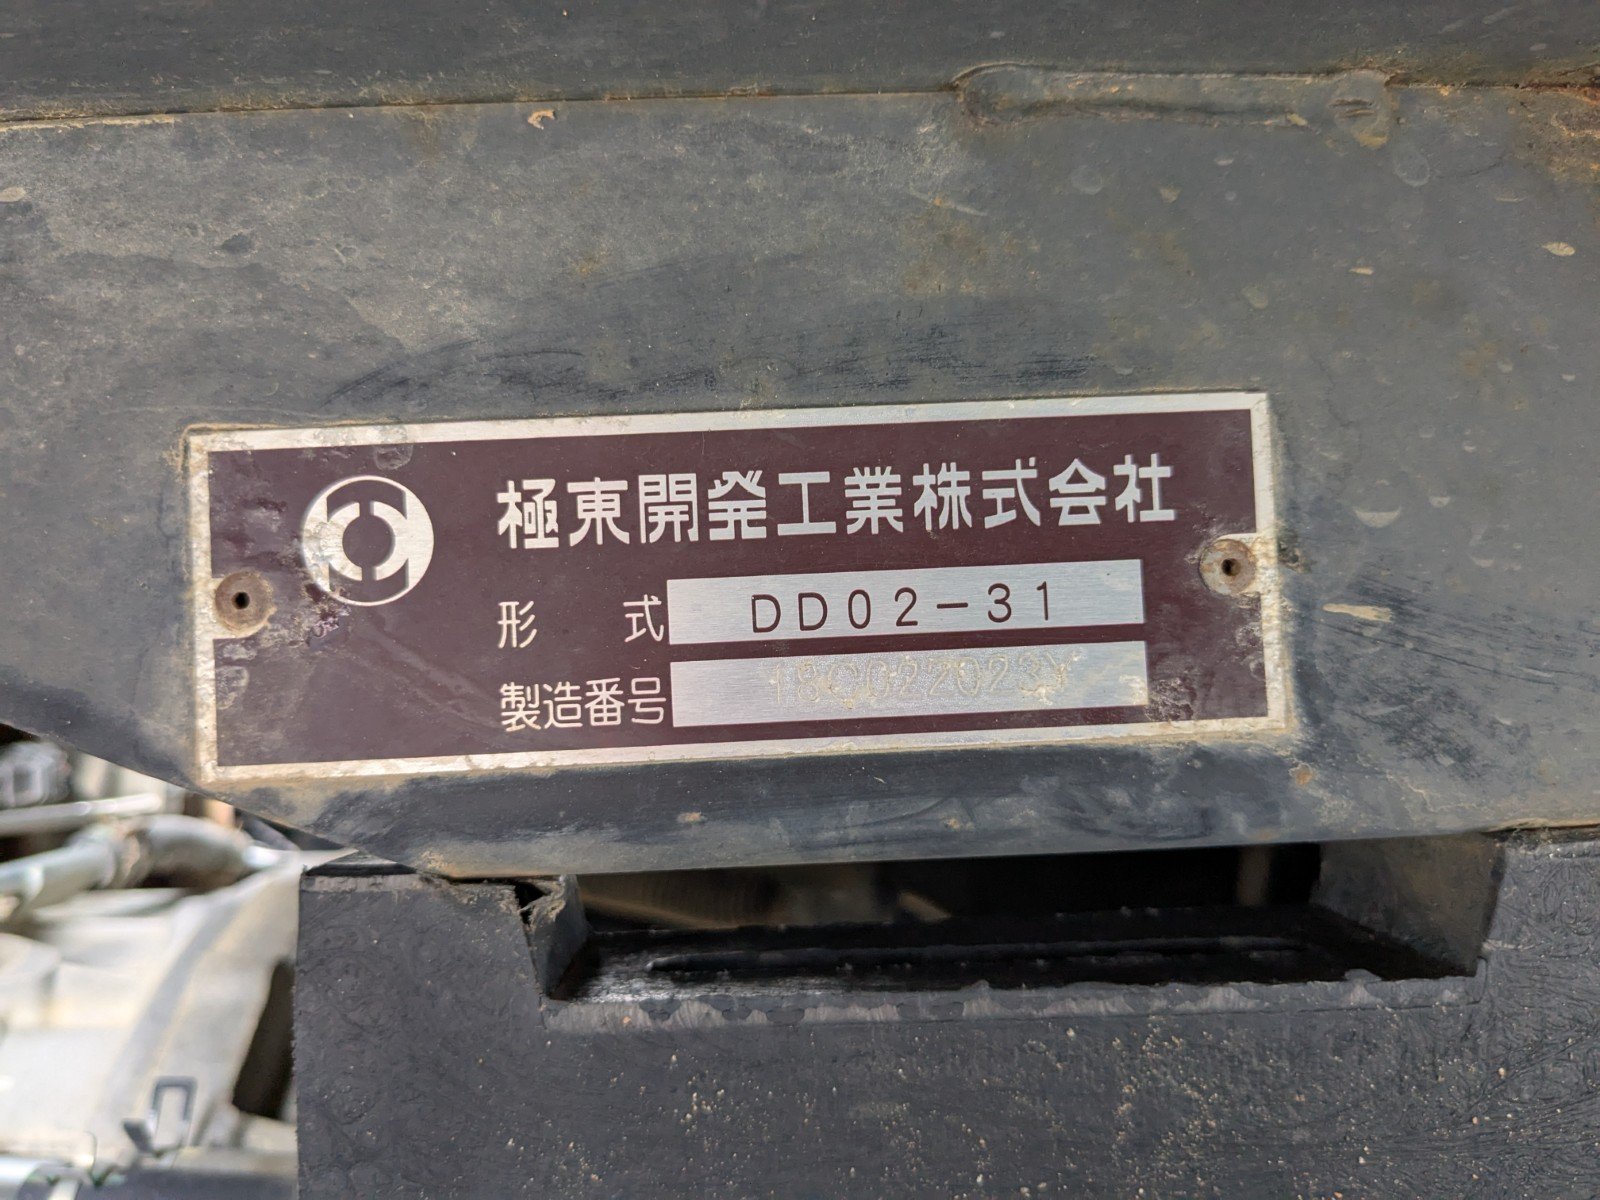 極東開発工業株式会社
形式 DD02-31
製造番号